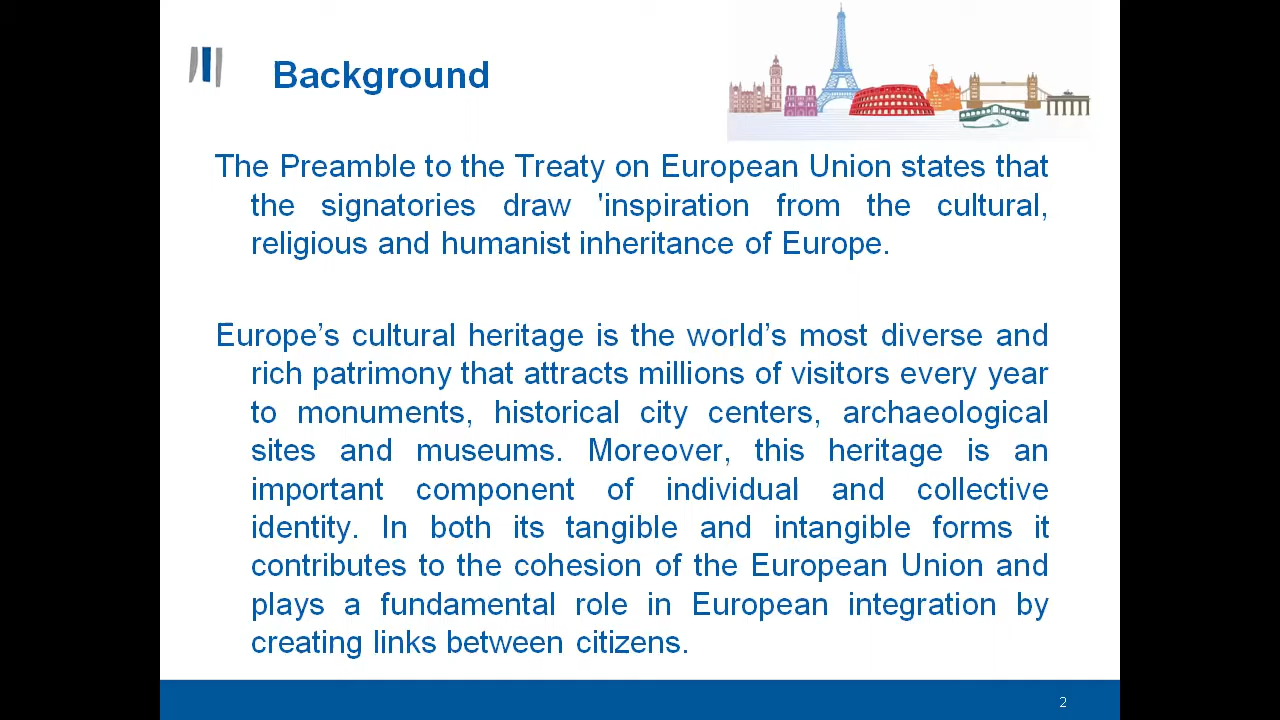 Background
The Preamble to the Treaty on European Union states that
the signatories draw 'inspiration from the cultural,
religious and humanist inheritance of Europe.
Europe’s cultural heritage is the world’s most diverse and
rich patrimony that attracts millions of visitors every year
to monuments, historical city centers, archaeological
sites and museums. Moreover, this heritage is an
important component of individual and collective
identity. In both its tangible and intangible forms it
contributes to the cohesion of the European Union and
plays a fundamental role in European integration by
creating links between citizens.
2